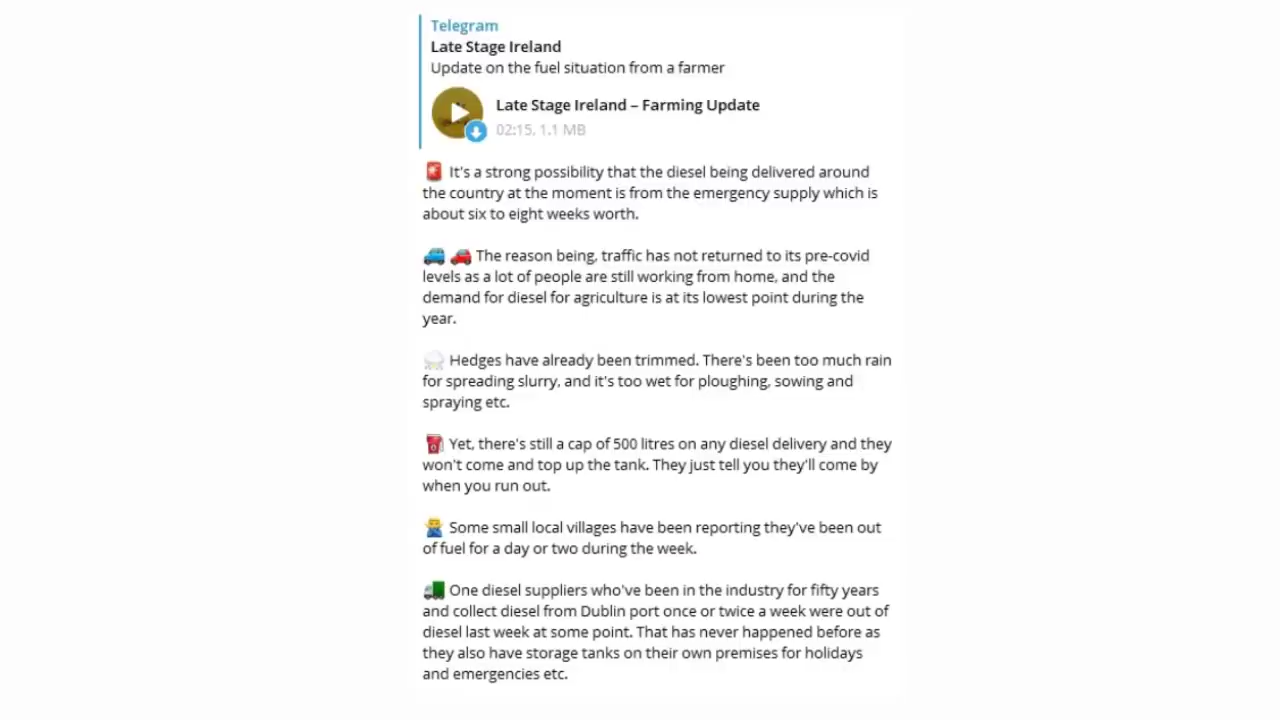 Telegram
Late Stage Ireland
Update on the fuel situation from a farmer
Late Stage Ireland – Farming Update
02:15, 1.1 MB
It's a strong possibility that the diesel being delivered around
the country at the moment is from the emergency supply which is
about six to eight weeks worth.
The reason being, traffic has not returned to its pre-covid
levels as a lot of people are still working from home, and the
demand for diesel for agriculture is at its lowest point during the
year.
Hedges have already been trimmed. There's been too much rain
for spreading slurry, and it's too wet for ploughing, sowing and
spraying etc.
Yet, there's still a cap of 500 litres on any diesel delivery and they
won't come and top up the tank. They just tell you they'll come by
when you run out.
Some small local villages have been reporting they've been out
of fuel for a day or two during the week.
One diesel suppliers who've been in the industry for fifty years
and collect diesel from Dublin port once or twice a week were out of
diesel last week at some point. That has never happened before as
they also have storage tanks on their own premises for holidays
and emergencies etc.